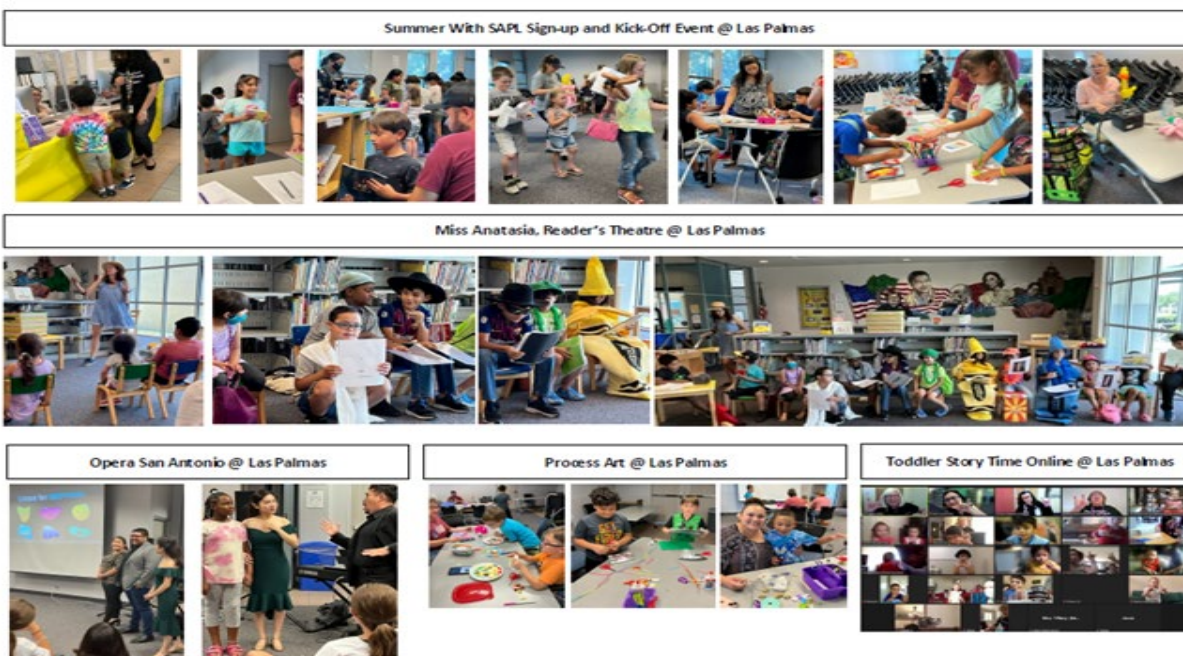 Summer With SAPL Sign-up and Kick-Off Event @ Las Palmas
Miss Anatasia, Reader's Theatre @ Las Palmas
Opera San Antonio @ Las Palmas
Process Art @ Las Palmas
Toddler Story Time Online @ Las Palmas